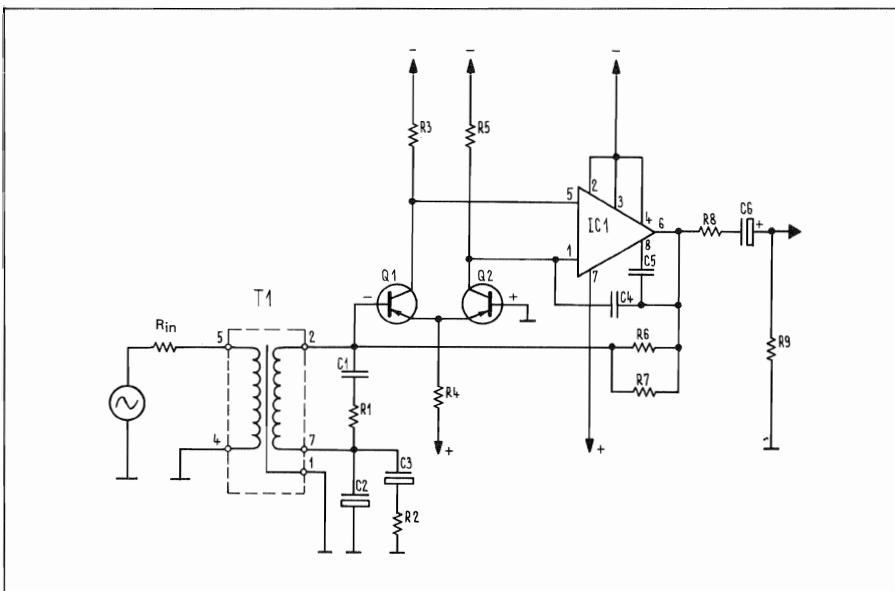 - - -
R3 R5
5 2 3 4 6
IC1
R8 C6 +
1 8 C5
7
Q1 Q2
- +
C4
T1
Rin 5 2
R6
C1
R7
R9
R1 R4
4 7
+ +
1 C3
C2
R2